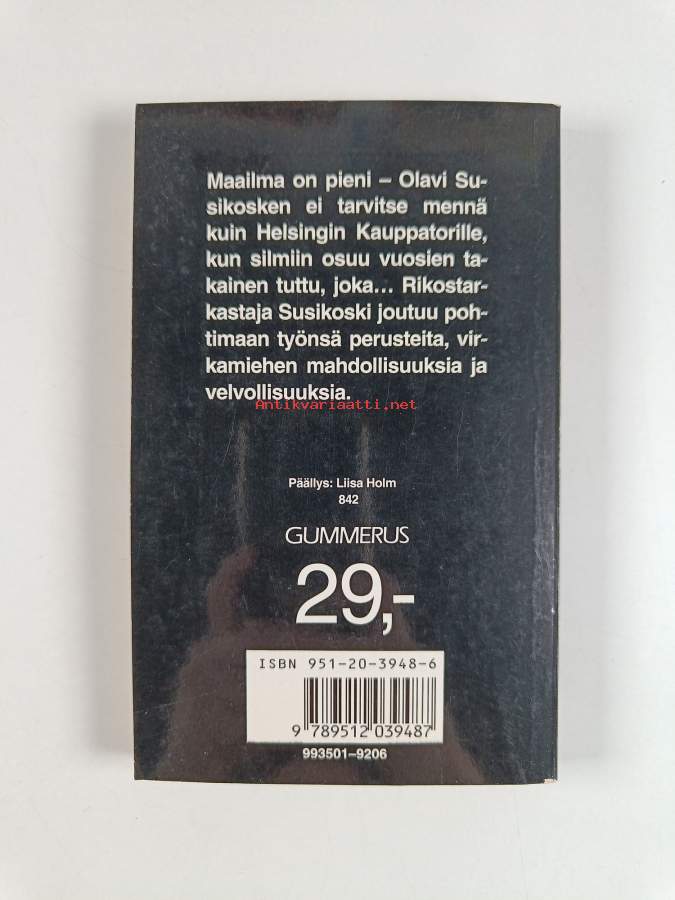 Maailma on pieni – Olavi Su-
sikosken ei tarvitse mennä
kuin Helsingin Kauppatorille,
kun silmiin osuu vuosien ta-
kainen tuttu, joka... Rikostar-
kastaja Susikoski joutuu poh-
timaan työnsä perusteita, vir-
kamiehen mahdollisuuksia ja
velvollisuuksia.
Antikvariaatti.net
Päällys: Liisa Holm
842
GUMMERUS
29,-
ISBN 951-20-3948-6
9 789512 039487
993501–9206